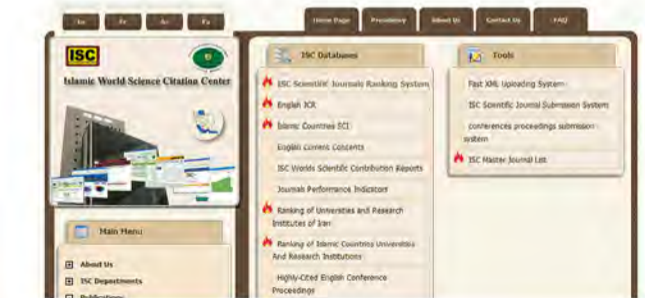 En
Fr
Ar
Fa
Home Page
Presidency
About Us
Contact Us
FAQ
ISC
Islamic World Science Citation Center
Main Menu
About Us
ISC Departments
Publications
ISC Databases
ISC Scientific Journals Ranking System
English JCR
Islamic Countries SCI
English Current Concents
ISC Worlds Scientific Contribution Reports
Journals Performance Indicators
Ranking of Universities and Research
Institutes of Iran
Ranking of Islamic Countries Universities
And Research Institutions
Highly-Cited English Conference
Proceedings
Tools
Fast XML Uploading System
ISC Scientific Journal Submission System
conferences proceedings submission
system
ISC Master Journal List